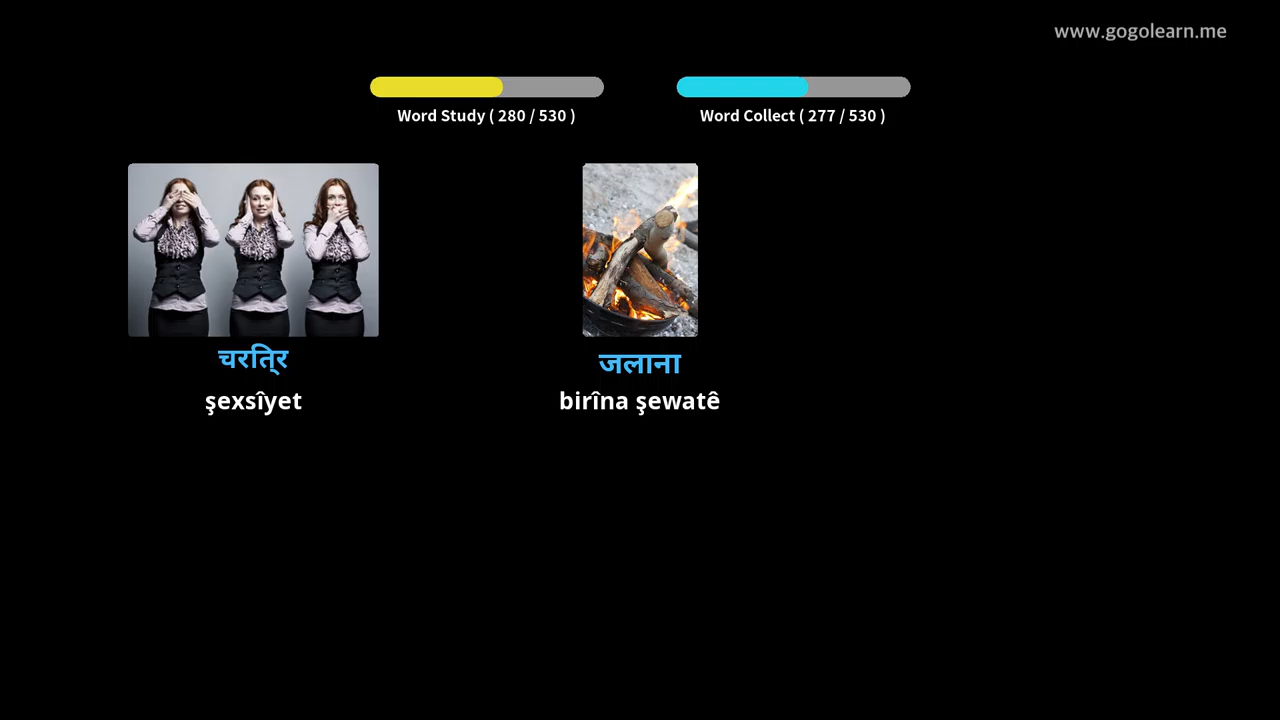 www.gogolearn.me
Word Study ( 280 / 530 )
Word Collect ( 277 / 530 )
चरित्र
şexsîyet
जलाना
birîna şewatê